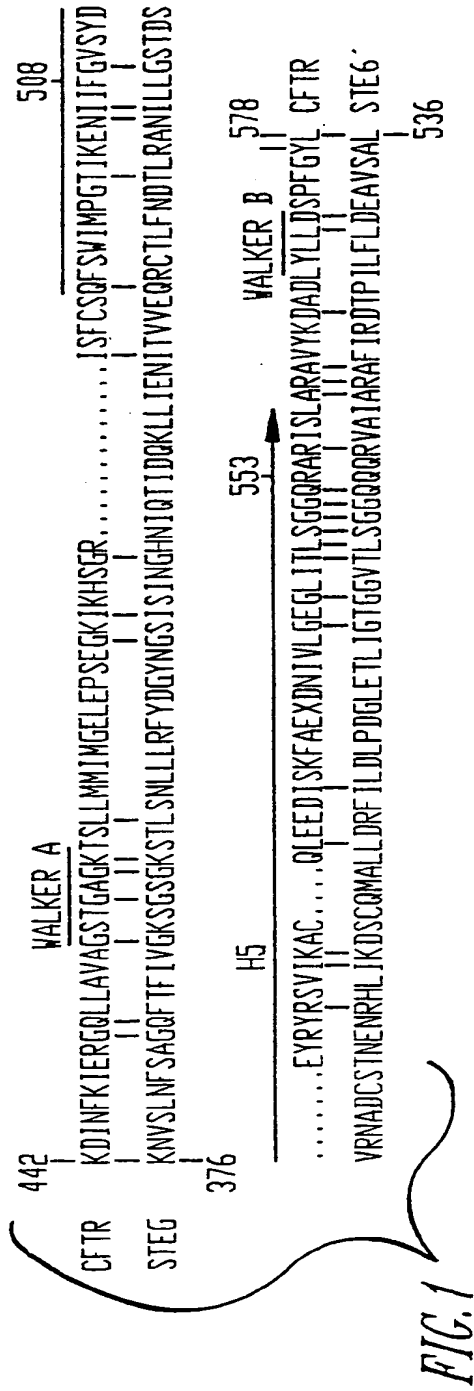 442 WALKER A 508
CFTR KDINFKIERGQLLAVAGSTGAGKTSLLMMIMGELEPSEGKIKHSGR.............ISFCSQFSWIMPGTIKENIIFGVSYD
STEG KNVSLNFSAGQFTFIVGKSGSGKSTLSNLLLRFYDGYNGSISINGHNIQTIDQKLLIENITVVEQRCTLFNDTLRANILLGSTDS
376
H5 553 WALKER B 578
.......EYRYRSVIKAC....QLEEDISKFAEXDNIVLGEGLITLSGGQRARISLARAVYKDADLYLLDSPFGYL CFTR
VRNADCSTNENRHLIKDSCQMALLDRFILDLPDGLETLIGTGGVTLSGGQQQRVAIARAFIRDTPILFLDEAVSAL STE6'
536
FIG. 1